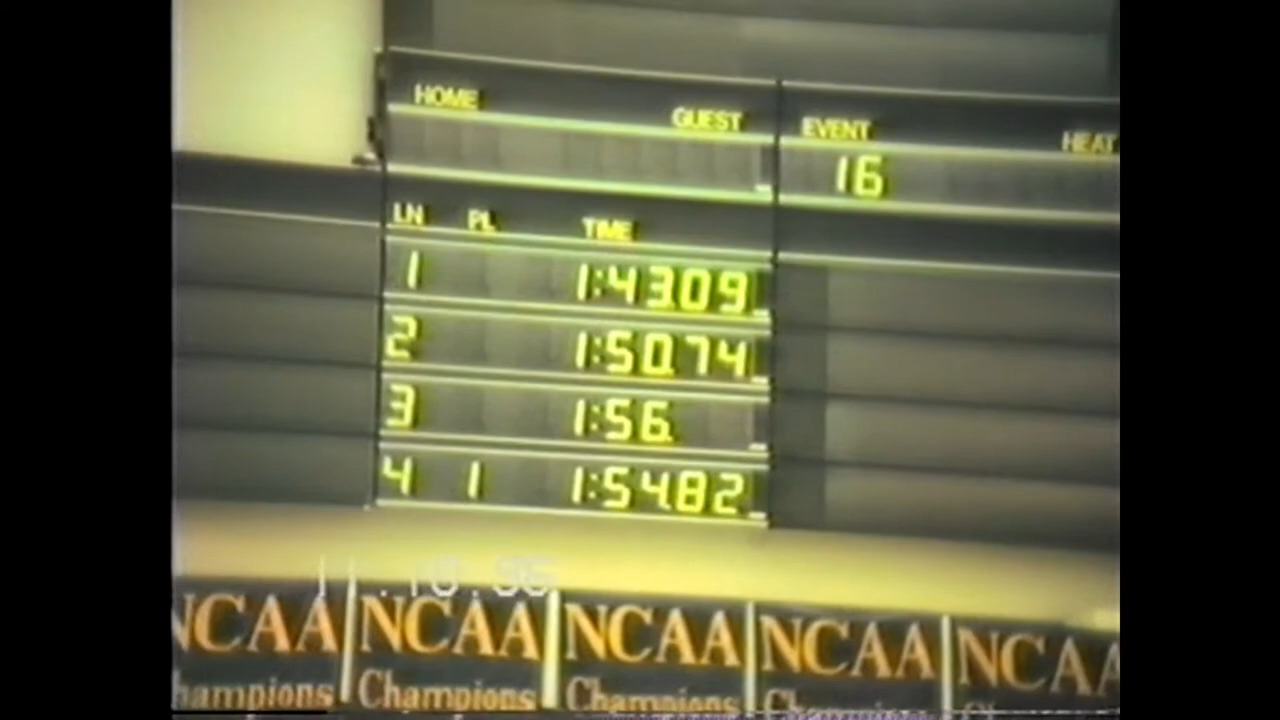 HOME GUEST EVENT HEAT
16
LN PL TIME
1 1:43.09
2 1:50.74
3 1:56.
4 1 1:54.82
NCAA NCAA NCAA NCAA NCAA
Champions Champions Champions